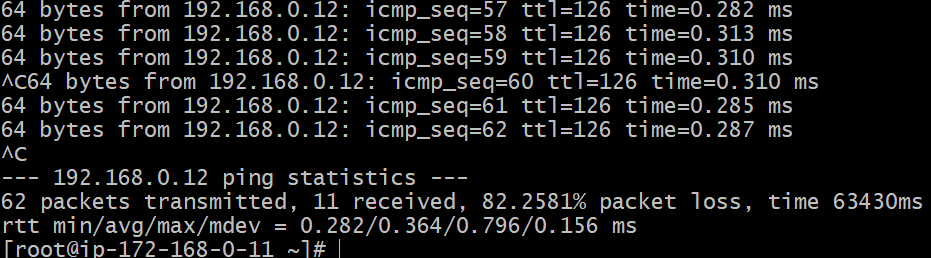 64 bytes from 192.168.0.12: icmp_seq=57 ttl=126 time=0.282 ms
64 bytes from 192.168.0.12: icmp_seq=58 ttl=126 time=0.313 ms
64 bytes from 192.168.0.12: icmp_seq=59 ttl=126 time=0.310 ms
^C64 bytes from 192.168.0.12: icmp_seq=60 ttl=126 time=0.310 ms
64 bytes from 192.168.0.12: icmp_seq=61 ttl=126 time=0.285 ms
64 bytes from 192.168.0.12: icmp_seq=62 ttl=126 time=0.287 ms
^C
--- 192.168.0.12 ping statistics ---
62 packets transmitted, 11 received, 82.2581% packet loss, time 63430ms
rtt min/avg/max/mdev = 0.282/0.364/0.796/0.156 ms
[root@ip-172-168-0-11 ~]#